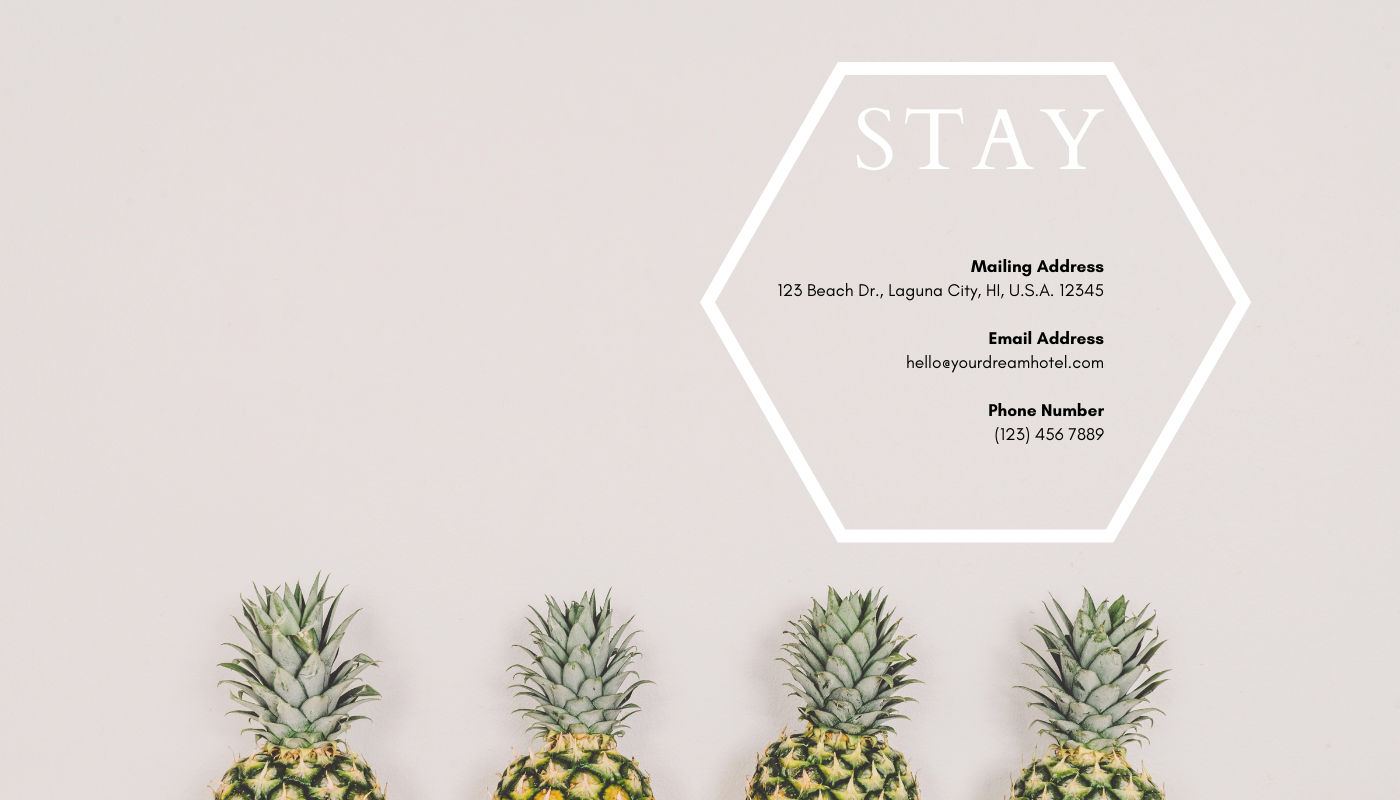 STAY
Mailing Address
123 Beach Dr., Laguna City, HI, U.S.A. 12345
Email Address
hello@yourdreamhotel.com
Phone Number
(123) 456 7889